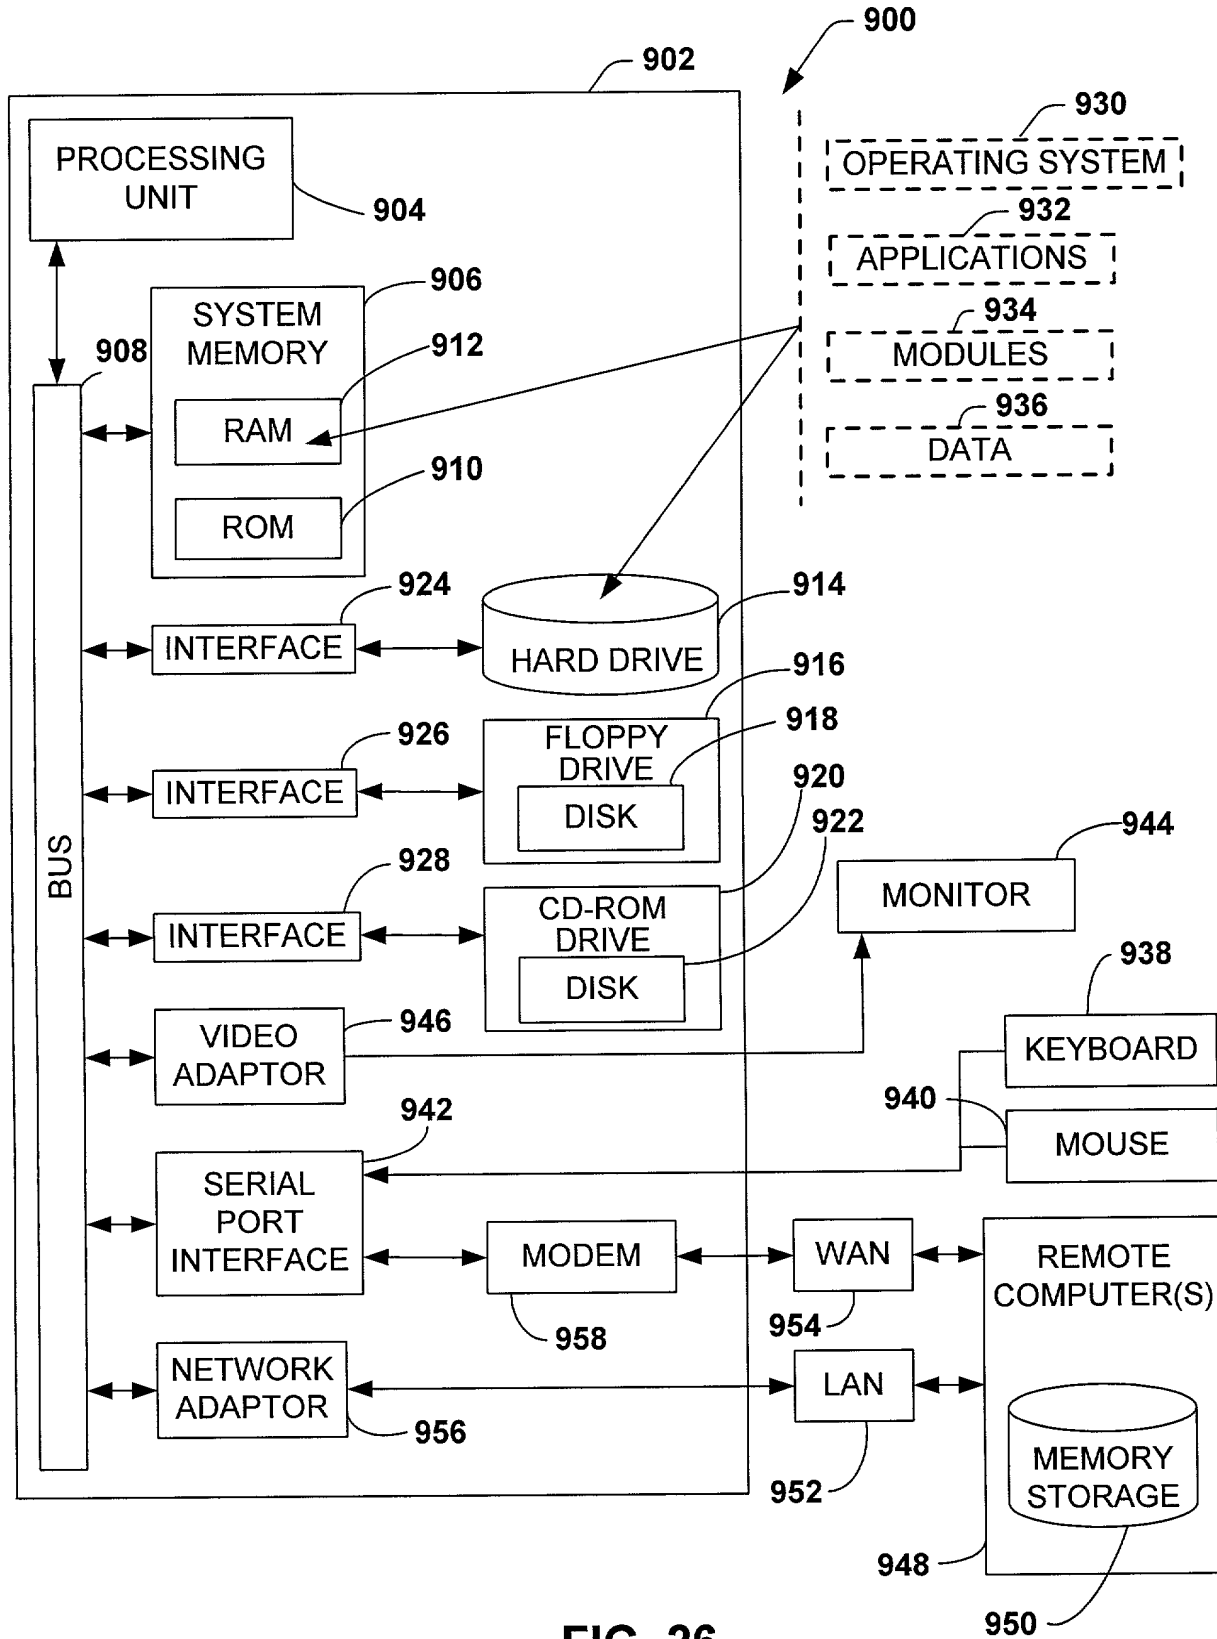 900
902
930
OPERATING SYSTEM
932
APPLICATIONS
934
MODULES
936
DATA
PROCESSING
UNIT
904
906
SYSTEM
MEMORY
912
RAM
910
ROM
908
BUS
924
INTERFACE
914
HARD DRIVE
916
926
INTERFACE
FLOPPY
DRIVE
918
DISK
920
922
928
INTERFACE
CD-ROM
DRIVE
DISK
944
MONITOR
938
KEYBOARD
940
MOUSE
946
VIDEO
ADAPTOR
942
SERIAL
PORT
INTERFACE
MODEM
958
WAN
954
REMOTE
COMPUTER(S)
NETWORK
ADAPTOR
956
LAN
952
MEMORY
STORAGE
948
950
FIG. 26